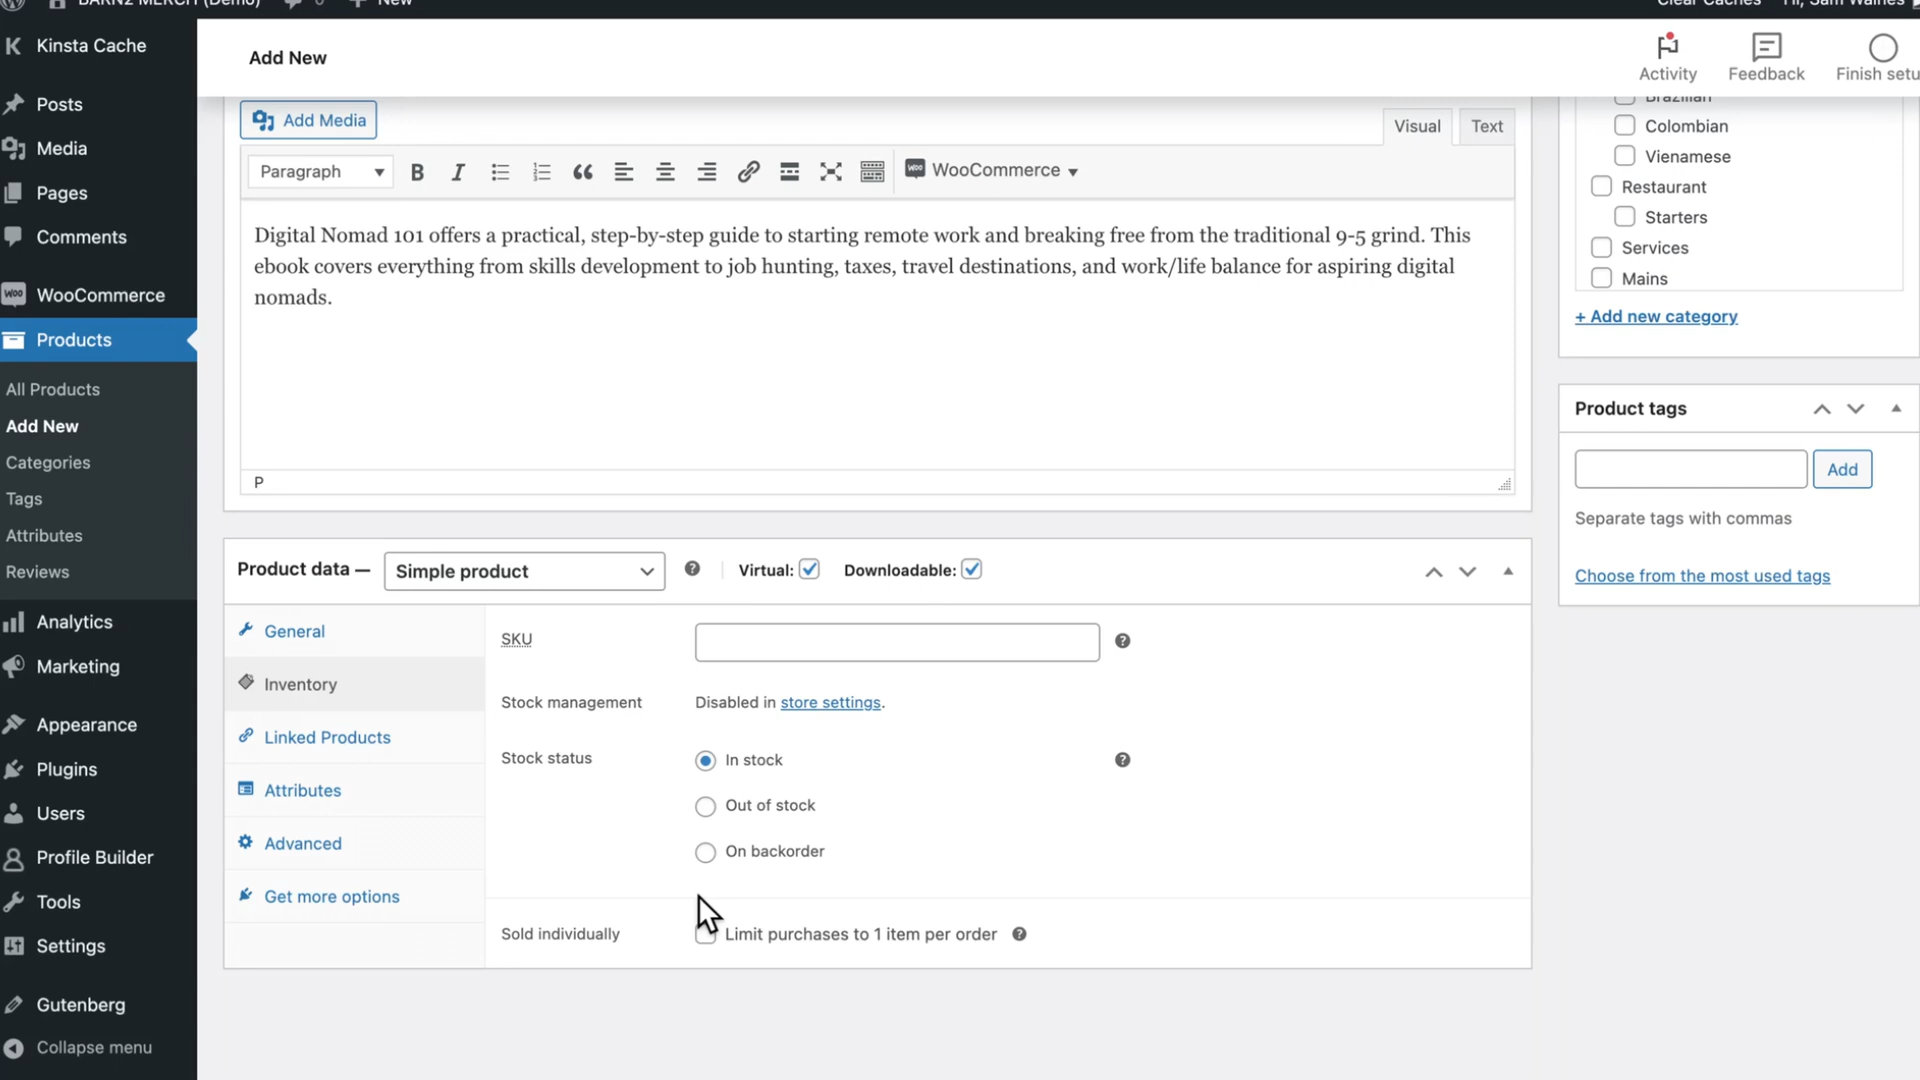 BARN2 MERCH (Demo)
0
New
Clear Caches
Hi, Sam Waines
Kinsta Cache
Posts
Media
Pages
Comments
WooCommerce
Products
All Products
Add New
Categories
Tags
Attributes
Reviews
Analytics
Marketing
Appearance
Plugins
Users
Profile Builder
Tools
Settings
Gutenberg
Collapse menu
Add New
Activity
Feedback
Finish setu
Add Media
Visual
Text
Paragraph
WooCommerce
Digital Nomad 101 offers a practical, step-by-step guide to starting remote work and breaking free from the traditional 9-5 grind. This
ebook covers everything from skills development to job hunting, taxes, travel destinations, and work/life balance for aspiring digital
nomads.
P
Product data — Simple product
Virtual:
Downloadable:
General
Inventory
Linked Products
Attributes
Advanced
Get more options
SKU
Stock management
Disabled in store settings.
Stock status
In stock
Out of stock
On backorder
Sold individually
Limit purchases to 1 item per order
Brazilian
Colombian
Vienamese
Restaurant
Starters
Services
Mains
+ Add new category
Product tags
Add
Separate tags with commas
Choose from the most used tags